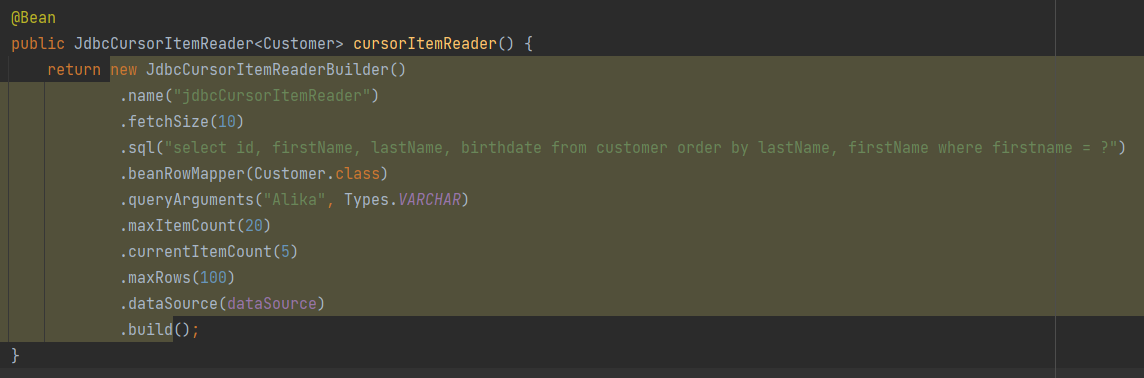 @Bean
public JdbcCursorItemReader<Customer> cursorItemReader() {
return new JdbcCursorItemReaderBuilder()
.name("jdbcCursorItemReader")
.fetchSize(10)
.sql("select id, firstName, lastName, birthdate from customer order by lastName, firstName where firstname = ?")
.beanRowMapper(Customer.class)
.queryArguments("Alika", Types.VARCHAR)
.maxItemCount(20)
.currentItemCount(5)
.maxRows(100)
.dataSource(dataSource)
.build();
}